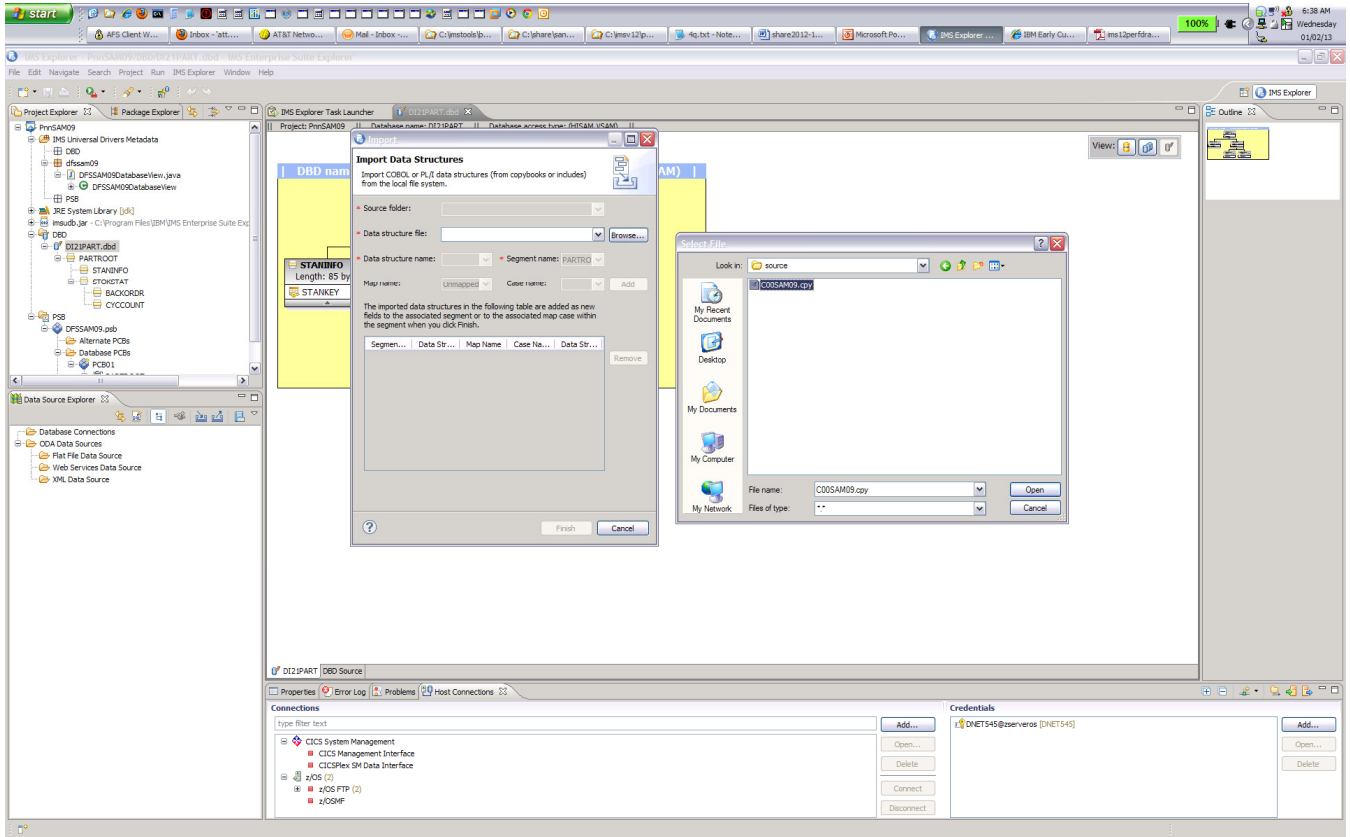 start
100%
6:38 AM
Wednesday
01/02/13
AFS Client W...
Inbox - 'att...
AT&T Netwo...
Mail - Inbox -...
C:\imstools\b...
C:\share\san...
C:\imsv12\p...
4q.txt - Note...
share2012-1...
Microsoft Po...
IMS Explorer ...
IBM Early Cu...
ims12perfdra...
IMS Explorer - PnnSAM09/DBD/DI21PART.dbd - IMS Enterprise Suite Explorer
File Edit Navigate Search Project Run IMS Explorer Window Help
IMS Explorer
Project Explorer
Package Explorer
PnnSAM09
IMS Universal Drivers Metadata
DBD
dfssam09
DFSSAM09DatabaseView.java
DFSSAM09DatabaseView
PSB
JRE System Library [jdk]
imsudb.jar - C:\Program Files\IBM\IMS Enterprise Suite Exp
DBD
DI21PART.dbd
PARTROOT
STANINFO
STOKSTAT
BACKORDR
CYCCOUNT
PSB
DFSSAM09.psb
Alternate PCBs
Database PCBs
PCB01
IMS Explorer Task Launcher
DI21PART.dbd
|| Project: PnnSAM09 || Database name: DI21PART || Database access type: (HISAM,VSAM) ||
View:
| DBD nam
AM) |
STANINFO
Length: 85 by
STANKEY
Import
Import Data Structures
Import COBOL or PL/I data structures (from copybooks or includes)
from the local file system.
* Source folder:
* Data structure file:
Browse...
* Data structure name:
* Segment name: PARTRO
Map name: Unmapped Case name: Add
The imported data structures in the following table are added as new
fields to the associated segment or to the associated map case within
the segment when you click Finish.
Segmen... Data Str... Map Name Case Na... Data Str...
Remove
Finish Cancel
Select File
Look in: source
C00SAM09.cpy
My Recent
Documents
Desktop
My Documents
My Computer
My Network
File name: C00SAM09.cpy Open
Files of type: *.* Cancel
Outline
Data Source Explorer
Database Connections
ODA Data Sources
Flat File Data Source
Web Services Data Source
XML Data Source
DI21PART DBD Source
Properties Error Log Problems Host Connections
Connections
type filter text
Add...
CICS System Management
CICS Management Interface
CICSPlex SM Data Interface
z/OS (2)
z/OS FTP (2)
z/OSMF
Open...
Delete
Connect
Disconnect
Credentials
DNET545@zserveros [DNET545]
Add...
Open...
Delete